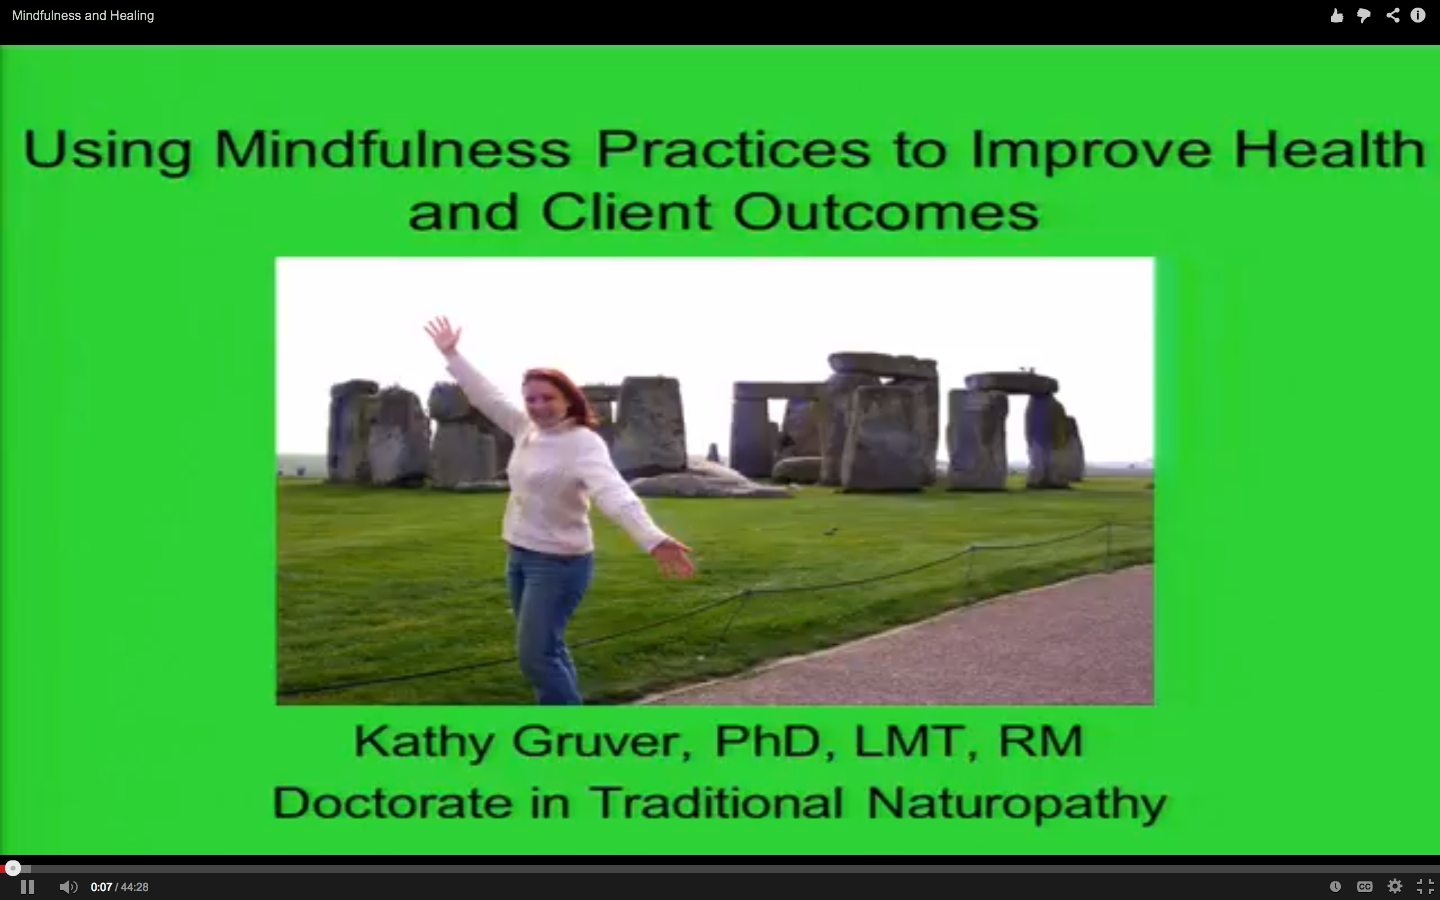 Mindfulness and Healing
Using Mindfulness Practices to Improve Health
and Client Outcomes
Kathy Gruver, PhD, LMT, RM
Doctorate in Traditional Naturopathy
0:07 / 44:28
CC